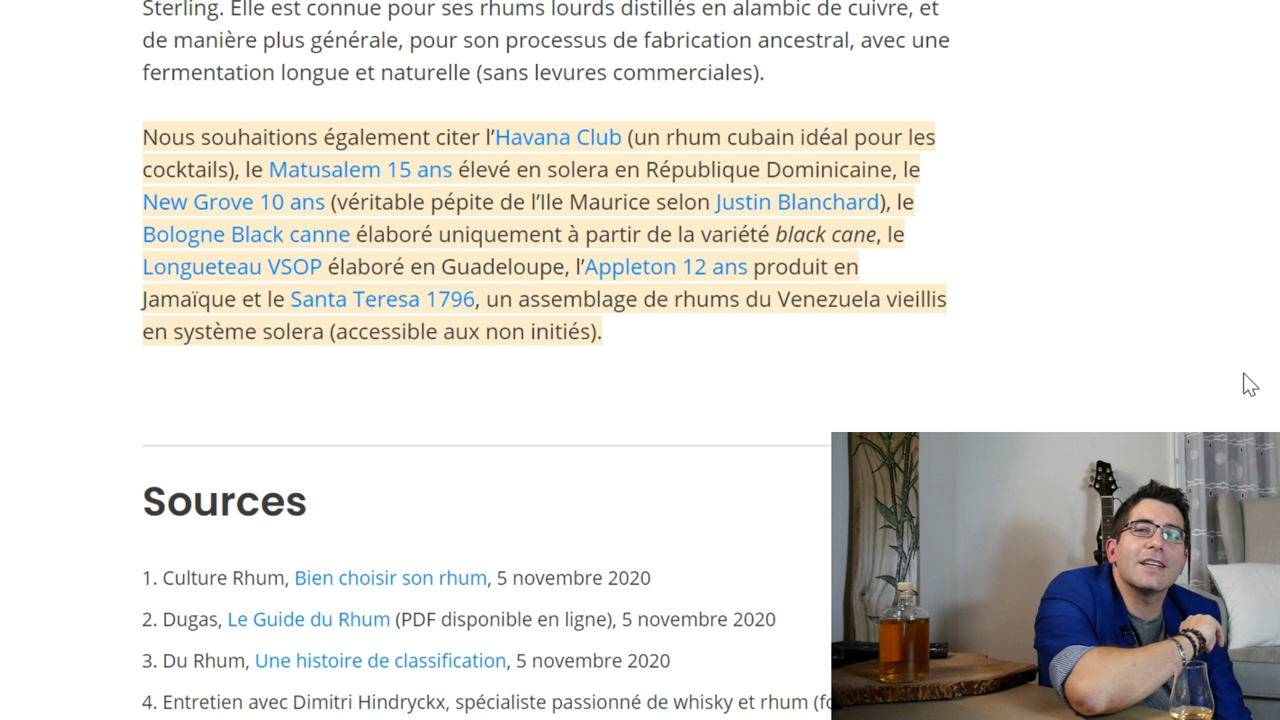 Sterling. Elle est connue pour ses rhums lourds distillés en alambic de cuivre, et
de manière plus générale, pour son processus de fabrication ancestral, avec une
fermentation longue et naturelle (sans levures commerciales).
Nous souhaitions également citer l’Havana Club (un rhum cubain idéal pour les
cocktails), le Matusalem 15 ans élevé en solera en République Dominicaine, le
New Grove 10 ans (véritable pépite de l’Ile Maurice selon Justin Blanchard), le
Bologne Black canne élaboré uniquement à partir de la variété black cane, le
Longueteau VSOP élaboré en Guadeloupe, l’Appleton 12 ans produit en
Jamaïque et le Santa Teresa 1796, un assemblage de rhums du Venezuela vieillis
en système solera (accessible aux non initiés).
Sources
1. Culture Rhum, Bien choisir son rhum, 5 novembre 2020
2. Dugas, Le Guide du Rhum (PDF disponible en ligne), 5 novembre 2020
3. Du Rhum, Une histoire de classification, 5 novembre 2020
4. Entretien avec Dimitri Hindryckx, spécialiste passionné de whisky et rhum